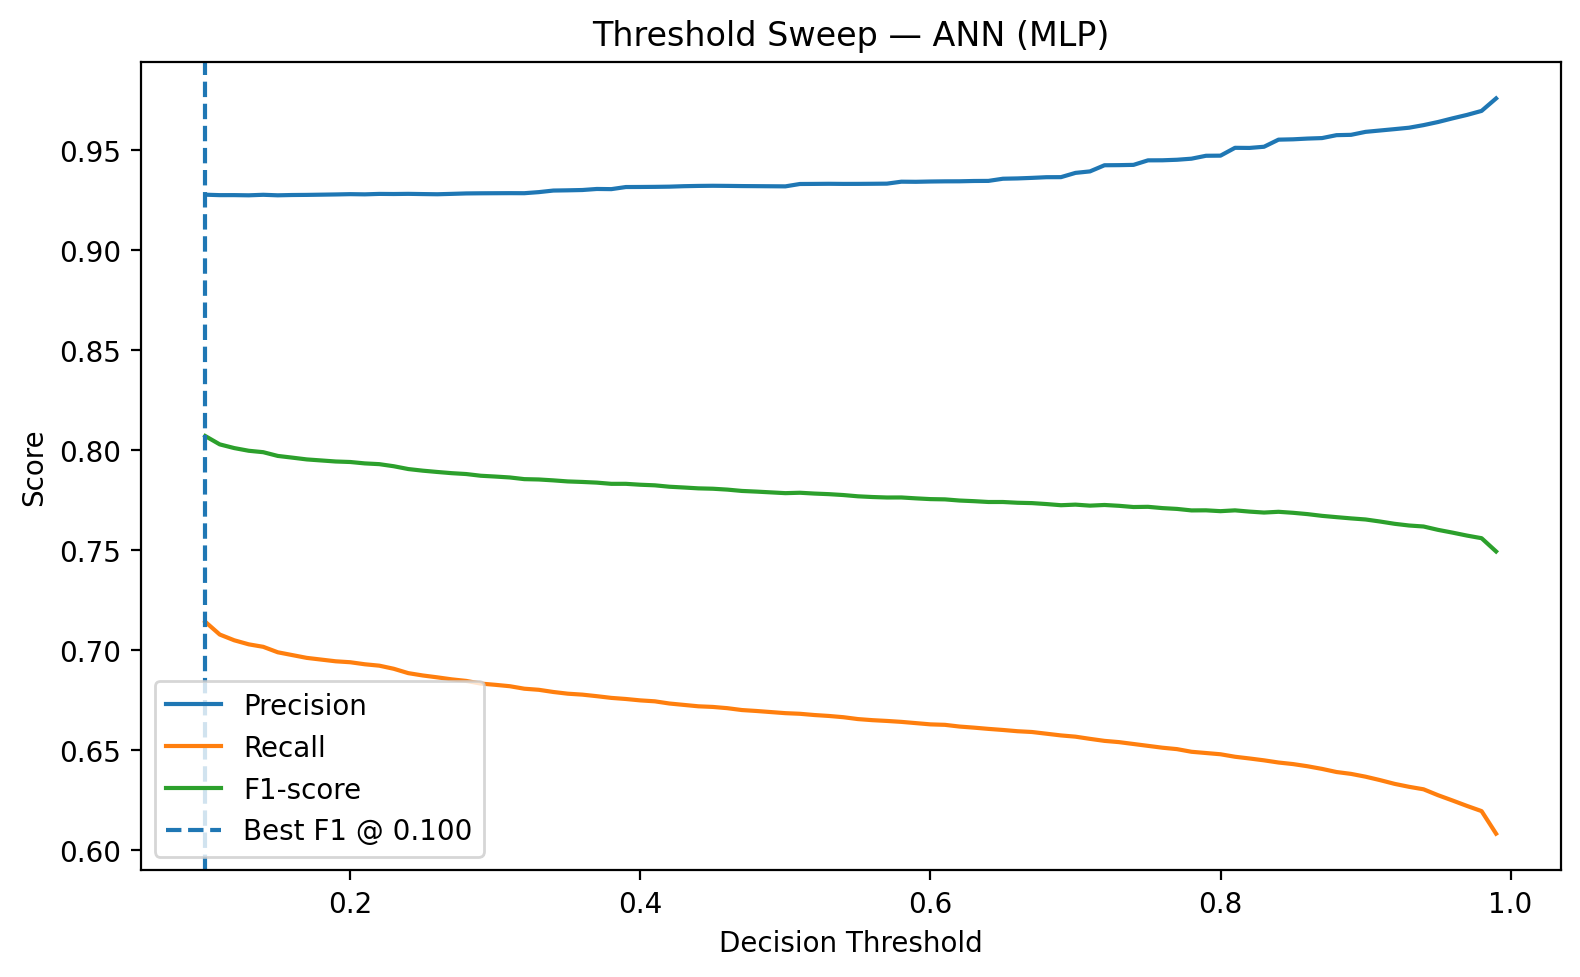 Threshold Sweep — ANN (MLP)
Score
0.95
0.90
0.85
0.80
0.75
0.70
0.65
0.60
Precision
Recall
F1-score
Best F1 @ 0.100
0.2 0.4 0.6 0.8 1.0
Decision Threshold